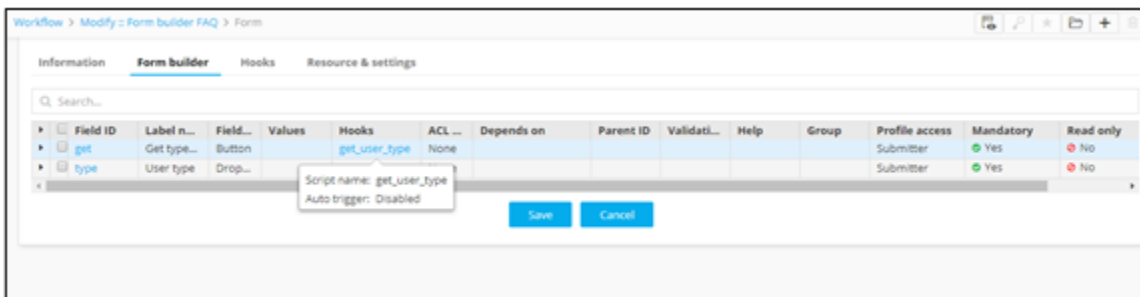 Workflow > Modify :: Form builder FAQ > Form
Information Form builder Hooks Resource & settings
Search...
Field ID Label n... Field... Values Hooks ACL ... Depends on Parent ID Validati... Help Group Profile access Mandatory Read only
get Get type... Button get_user_type None Submitter Yes No
type User type Drop... Submitter Yes No
Script name: get_user_type
Auto trigger: Disabled
Save Cancel